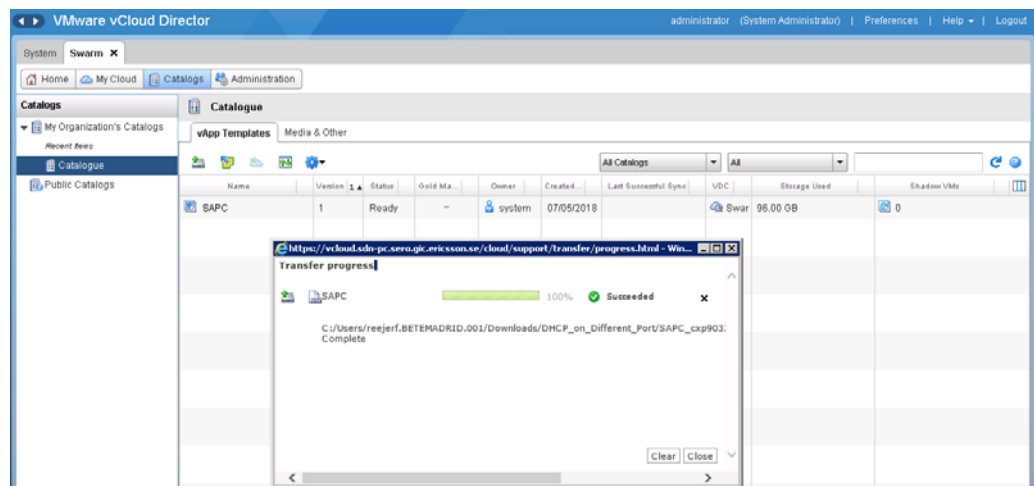 VMware vCloud Director
administrator (System Administrator) | Preferences | Help | Logout
System Swarm
Home My Cloud Catalogs Administration
Catalogs
Catalogue
My Organization's Catalogs
vApp Templates Media & Other
Recent Items
Catalogue
All Catalogs All
Public Catalogs
Name Version 1 Status Gold Ma... Owner Created... Last Successful Sync VDC Storage Used Shadow VMs
SAPC 1 Ready - system 07/05/2018 Swar 96.00 GB 0
https://vcloud.sdn-pc.sero.gic.ericsson.se/cloud/support/transfer/progress.html - Win...
Transfer progress
SAPC 100% Succeeded x
C:/Users/reejerf.BETEMADRID.001/Downloads/DHCP_on_Different_Port/SAPC_cxp903
Complete
Clear Close